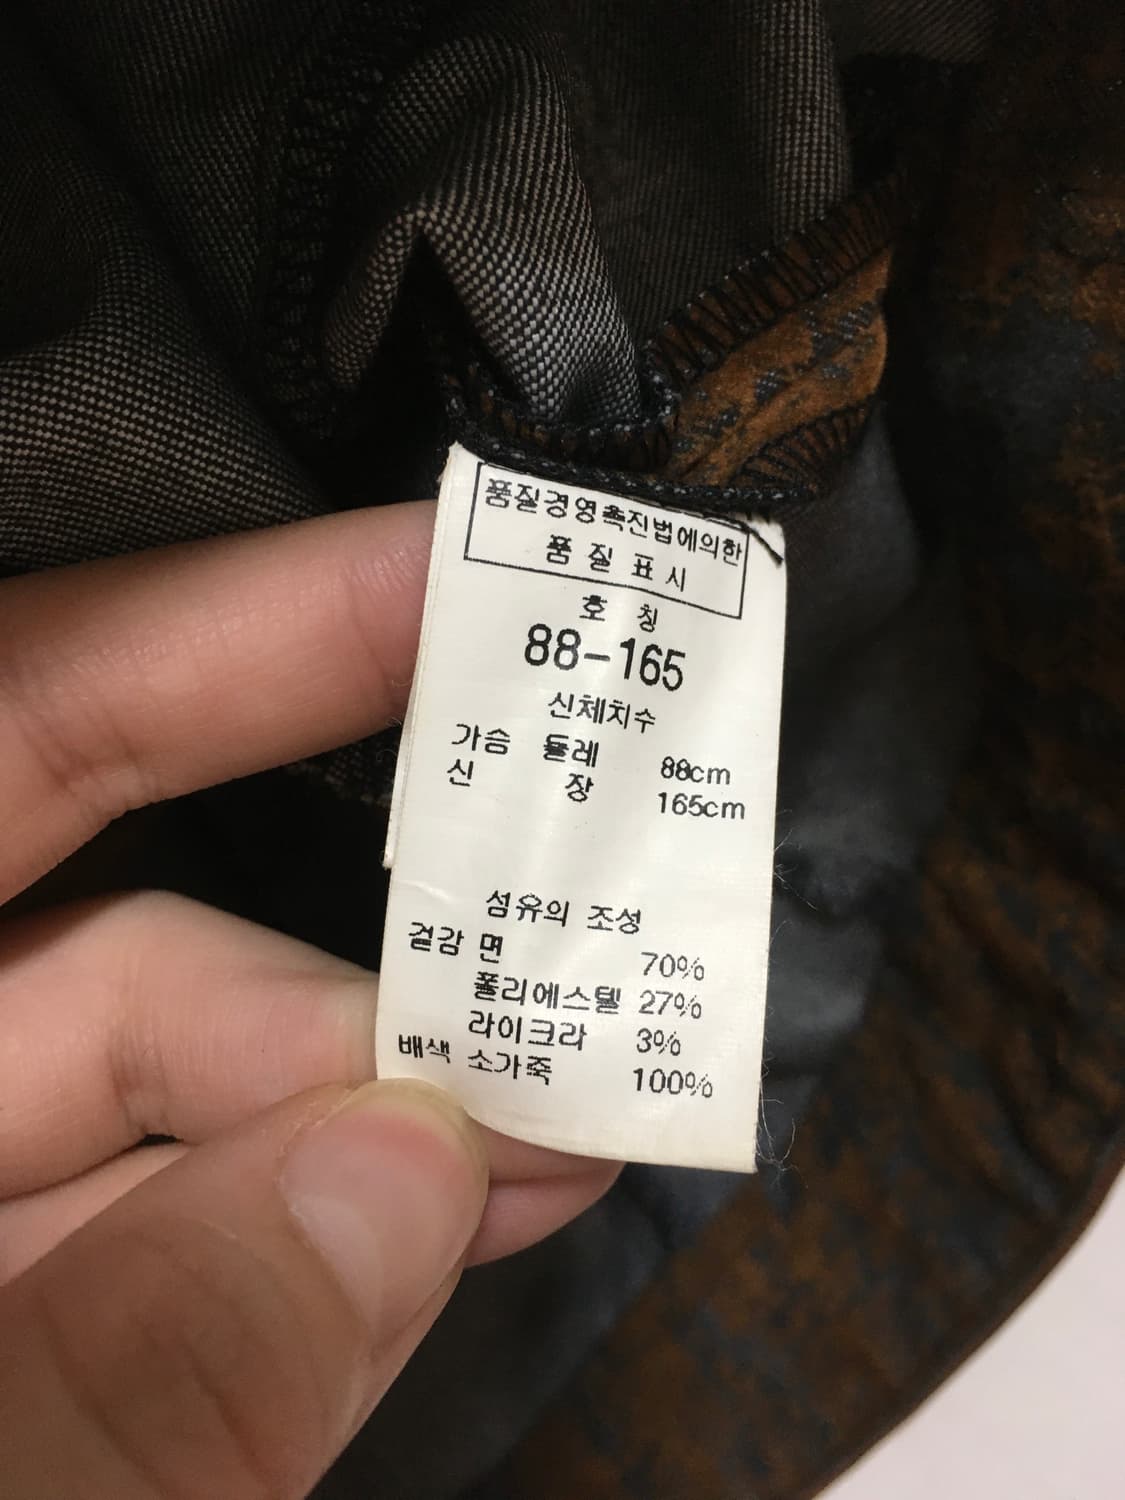 품질경영촉진법에의한
품 질 표 시
호 칭
88-165
신체치수
가슴 둘레 88cm
신 장 165cm
섬유의 조성
겉감 면 70%
폴리에스텔 27%
라이크라 3%
배색 소가죽 100%